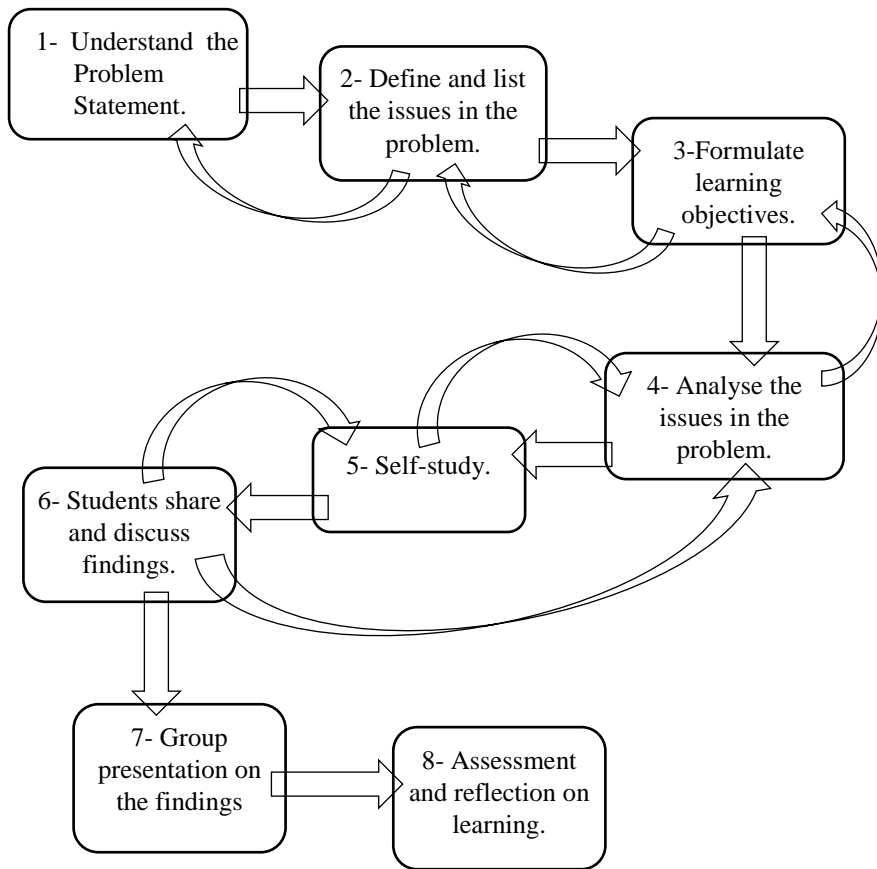 1- Understand the
Problem
Statement.
2- Define and list
the issues in the
problem.
3-Formulate
learning
objectives.
4- Analyse the
issues in the
problem.
5- Self-study.
6- Students share
and discuss
findings.
7- Group
presentation on
the findings
8- Assessment
and reflection on
learning.